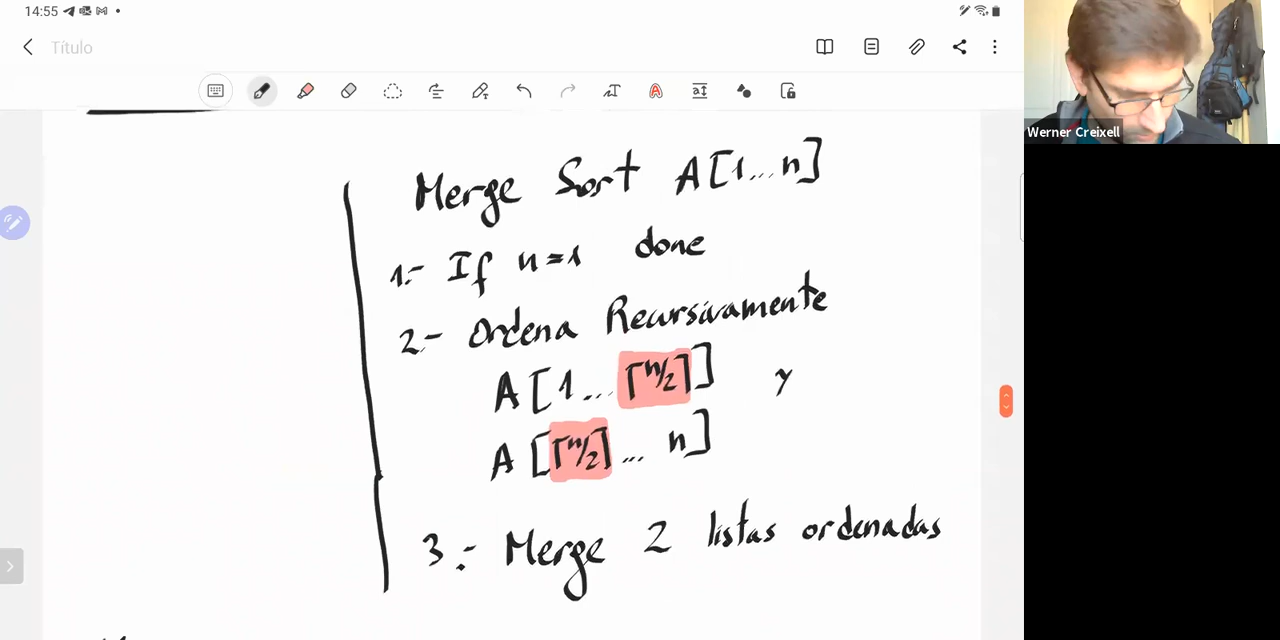 14:55
Título
Werner Creixell
Merge Sort A[1...n]
1.- If n=1 done
2.- Ordena Recursivamente
A[1...⌈n/2⌉] y
A[⌈n/2⌉...n]
3.- Merge 2 listas ordenadas